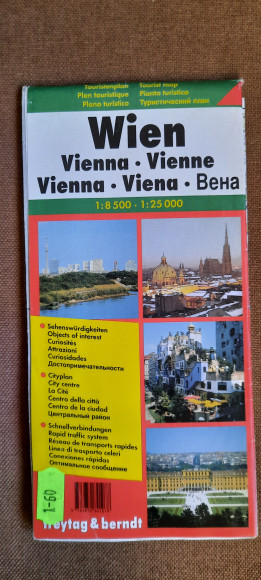 Touristenplan Tourist map
Plan touristique Pianta turistica
Plano turístico Туристический план
Wien
Vienna · Vienne
Vienna · Viena · Вена
1:8 500 · 1:25 000
Sehenswürdigkeiten
Objects of interest
Curiosités
Attrazioni
Curiosidades
Достопримечательности
Cityplan
City centre
La Cité
Centro della città
Centro de la ciudad
Центральный район
Schnellverbindungen
Rapid traffic system
Réseau de transports rapides
Linee di trasporto celeri
Conexiones rápidas
Оптимальное сообщение
1-60
freytag & berndt